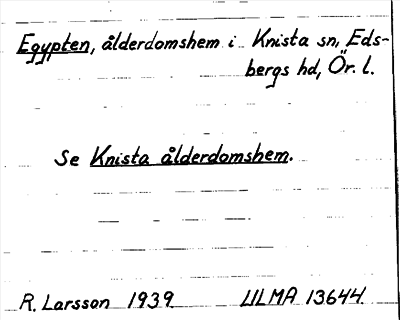 Egypten, ålderdomshem i Knista sn, Eds-
bergs hd, Ör. l.
Se Knista ålderdomshem.
R. Larsson 1939 ULMA 13644.